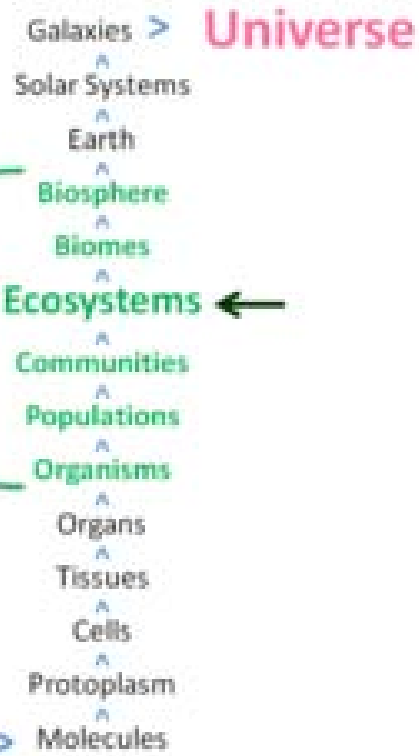 Galaxies > Universe
^
Solar Systems
^
Earth
^
Biosphere
^
Biomes
^
Ecosystems
^
Communities
^
Populations
^
Organisms
^
Organs
^
Tissues
^
Cells
^
Protoplasm
^
> Molecules